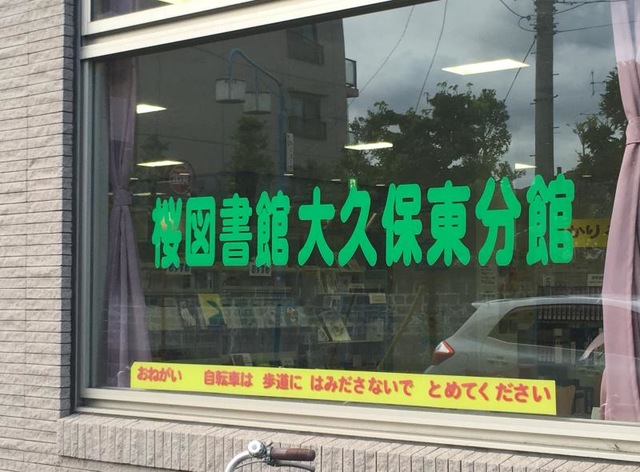 桜図書館 大久保東分館
おねがい 自転車は 歩道に はみださないで とめてください